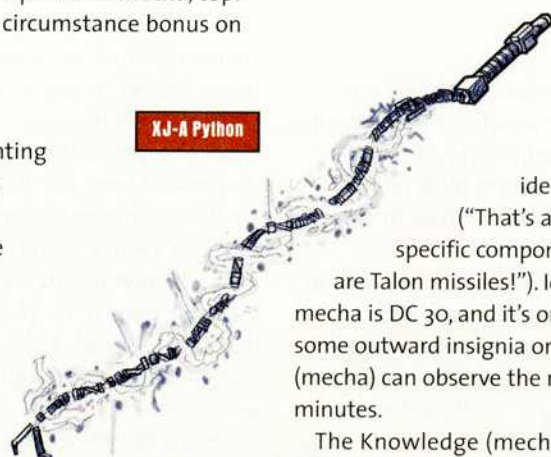 circumstance bonus on
XJ-A Python
nting
e
ide
("That's a
specific compor
are Talon missiles!"). Ic
mecha is DC 30, and it's or
some outward insignia or
(mecha) can observe the r
minutes.
The Knowledge (mech